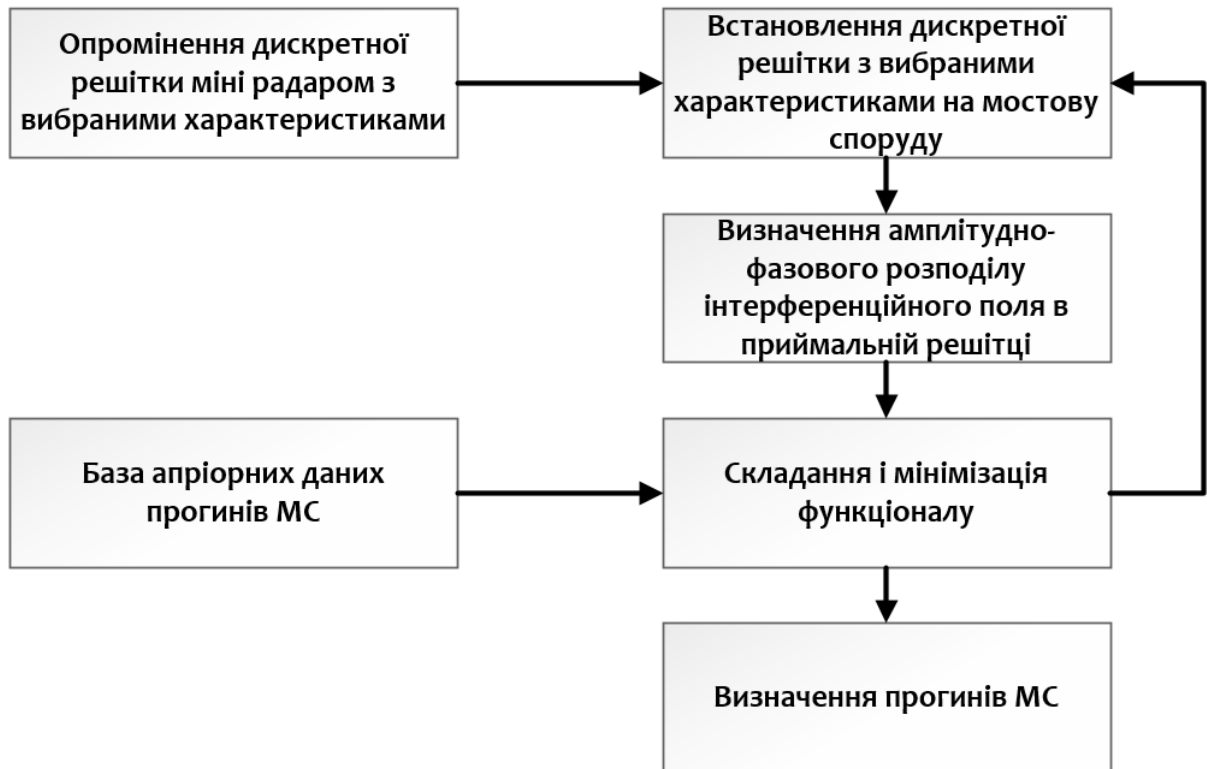 Опромінення дискретної
решітки міні радаром з
вибраними характеристиками
Встановлення дискретної
решітки з вибраними
характеристиками на мостову
споруду
Визначення амплітудно-
фазового розподілу
інтерференційного поля в
приймальній решітці
База апріорних даних
прогинів МС
Складання і мінімізація
функціоналу
Визначення прогинів МС